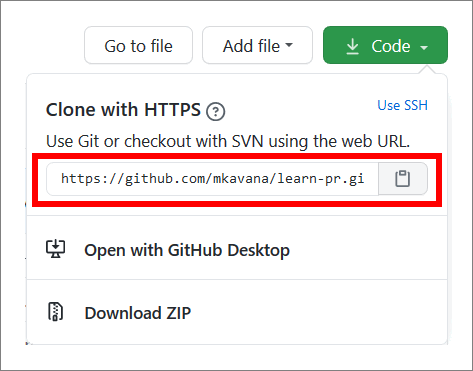 Go to file Add file Code
Clone with HTTPS ? Use SSH
Use Git or checkout with SVN using the web URL.
https://github.com/mkavana/learn-pr.gi
Open with GitHub Desktop
Download ZIP